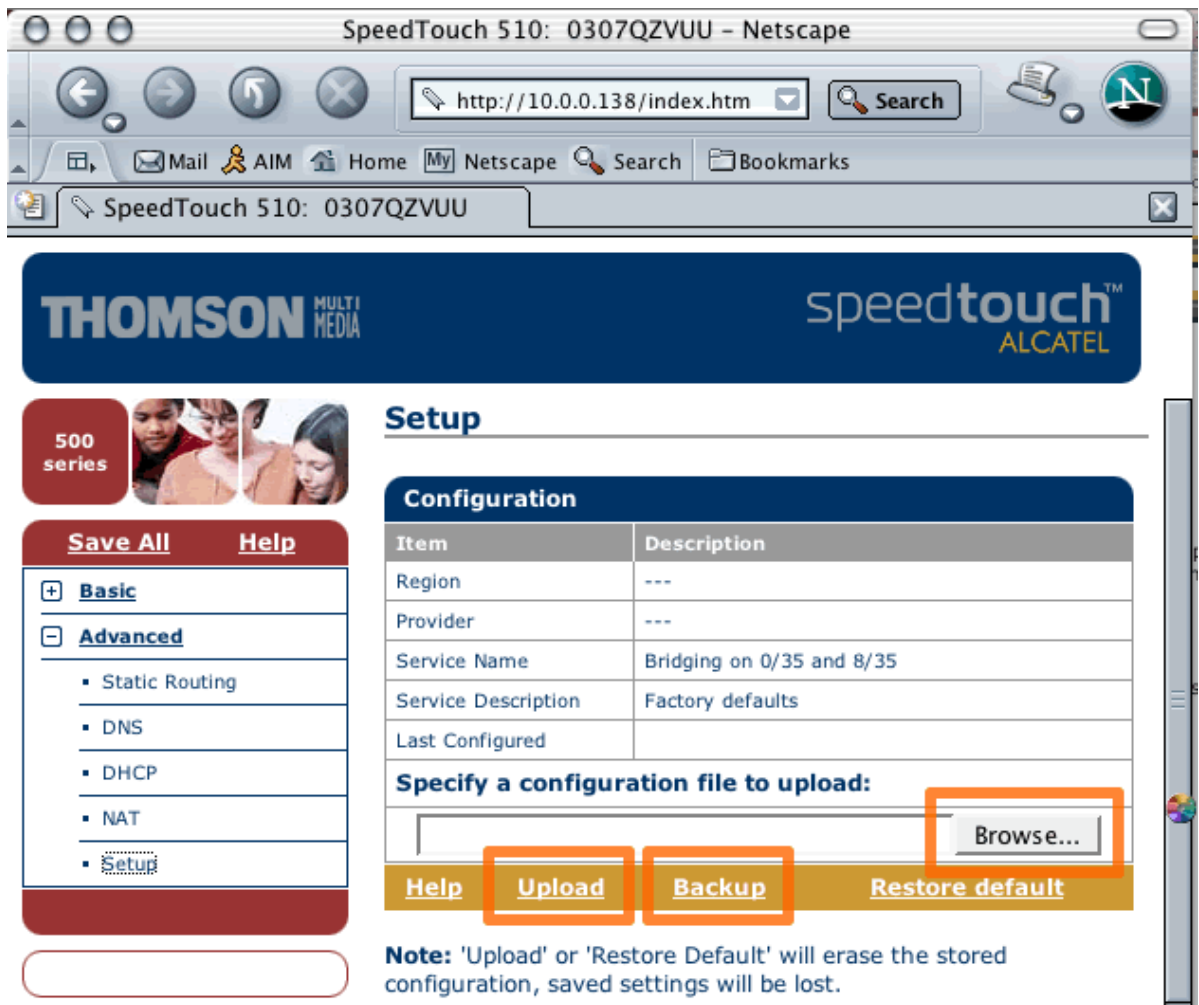 SpeedTouch 510: 0307QZVUU – Netscape
http://10.0.0.138/index.htm
Search
N
Mail
AIM
Home
My Netscape
Search
Bookmarks
SpeedTouch 510: 0307QZVUU
THOMSON MULTI MEDIA
speedtouch™
ALCATEL
500 series
Save All Help
Basic
Advanced
Static Routing
DNS
DHCP
NAT
Setup
Setup
Configuration
Item Description
Region ---
Provider ---
Service Name Bridging on 0/35 and 8/35
Service Description Factory defaults
Last Configured
Specify a configuration file to upload:
Browse...
Help Upload Backup Restore default
Note: 'Upload' or 'Restore Default' will erase the stored
configuration, saved settings will be lost.